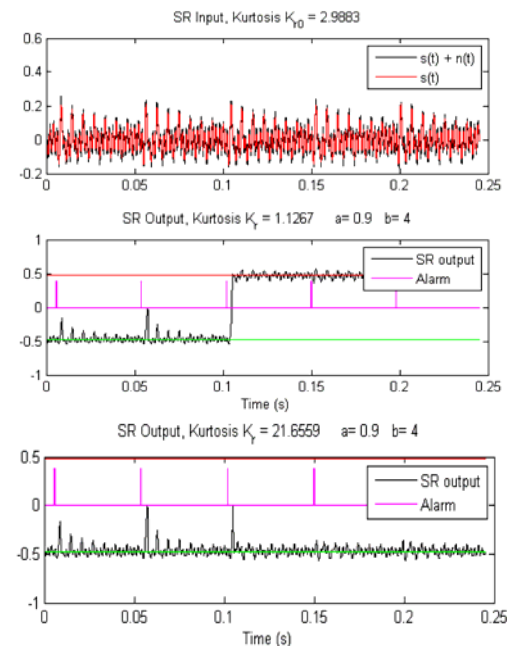 SR Input, Kurtosis Kr0 = 2.9883
0.6
0.4
0.2
0
-0.2
s(t) + n(t)
s(t)
0 0.05 0.1 0.15 0.2 0.25
SR Output, Kurtosis Kr = 1.1267 a= 0.9 b= 4
1
0.5
0
-0.5
-1
SR output
Alarm
0 0.05 0.1 0.15 0.2 0.25
Time (s)
SR Output, Kurtosis Kr = 21.6559 a= 0.9 b= 4
0.5
0
-0.5
-1
SR output
Alarm
0 0.05 0.1 0.15 0.2 0.25
Time (s)